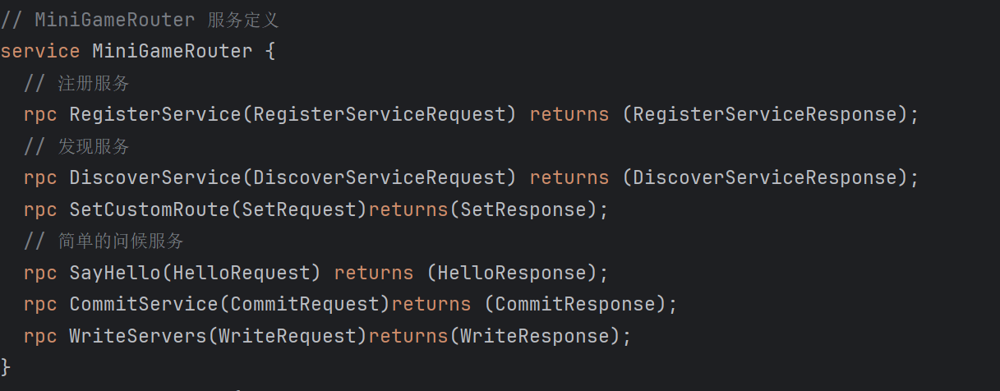 // MiniGameRouter 服务定义
service MiniGameRouter {
// 注册服务
rpc RegisterService(RegisterServiceRequest) returns (RegisterServiceResponse);
// 发现服务
rpc DiscoverService(DiscoverServiceRequest) returns (DiscoverServiceResponse);
rpc SetCustomRoute(SetRequest)returns(SetResponse);
// 简单的问候服务
rpc SayHello(HelloRequest) returns (HelloResponse);
rpc CommitService(CommitRequest)returns (CommitResponse);
rpc WriteServers(WriteRequest)returns(WriteResponse);
}